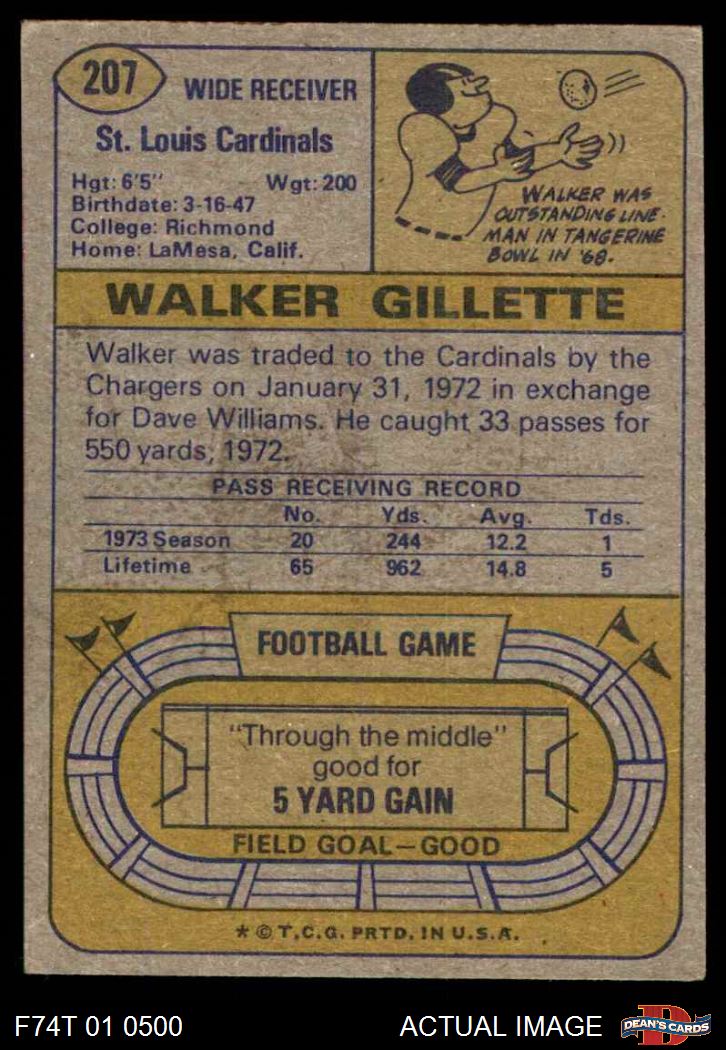 207
WIDE RECEIVER
St. Louis Cardinals
Hgt: 6'5" Wgt: 200
Birthdate: 3-16-47
College: Richmond
Home: LaMesa, Calif.
WALKER WAS
OUTSTANDING LINE-
MAN IN TANGERINE
BOWL IN '68.
WALKER GILLETTE
Walker was traded to the Cardinals by the
Chargers on January 31, 1972 in exchange
for Dave Williams. He caught 33 passes for
550 yards, 1972.
PASS RECEIVING RECORD
No. Yds. Avg. Tds.
1973 Season 20 244 12.2 1
Lifetime 65 962 14.8 5
FOOTBALL GAME
"Through the middle"
good for
5 YARD GAIN
FIELD GOAL—GOOD
* © T.C.G. PRTD. IN U.S.A.
F74T 01 0500 ACTUAL IMAGE
D
DEAN'S CARDS